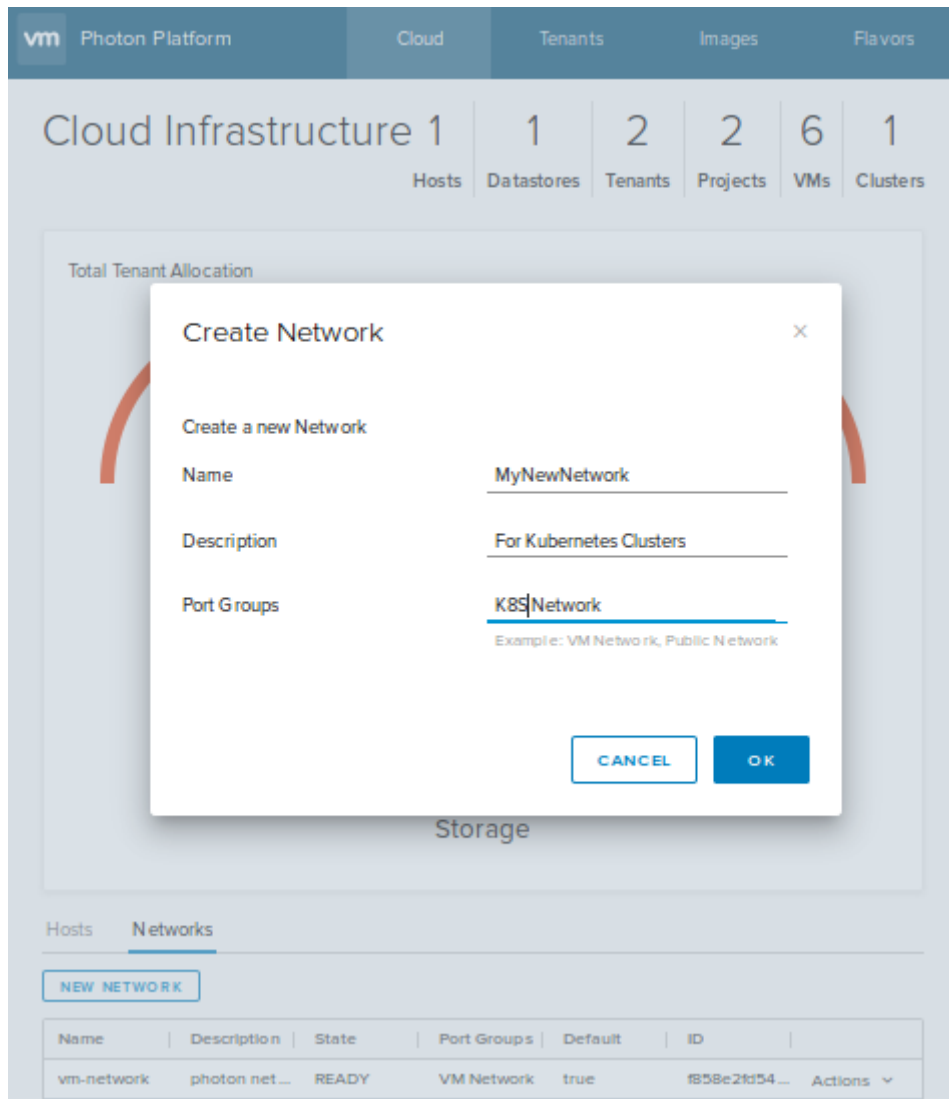 vm Photon Platform Cloud Tenants Images Flavors
Cloud Infrastructure 1 1 2 2 6 1
Hosts Datastores Tenants Projects VMs Clusters
Total Tenant Allocation
Create Network ×
Create a new Network
Name MyNewNetwork
Description For Kubernetes Clusters
Port Groups K8S Network
Example: VM Network, Public Network
CANCEL OK
Storage
Hosts Networks
NEW NETWORK
Name Description State Port Groups Default ID
vm-network photon net... READY VM Network true f858e2fd54... Actions